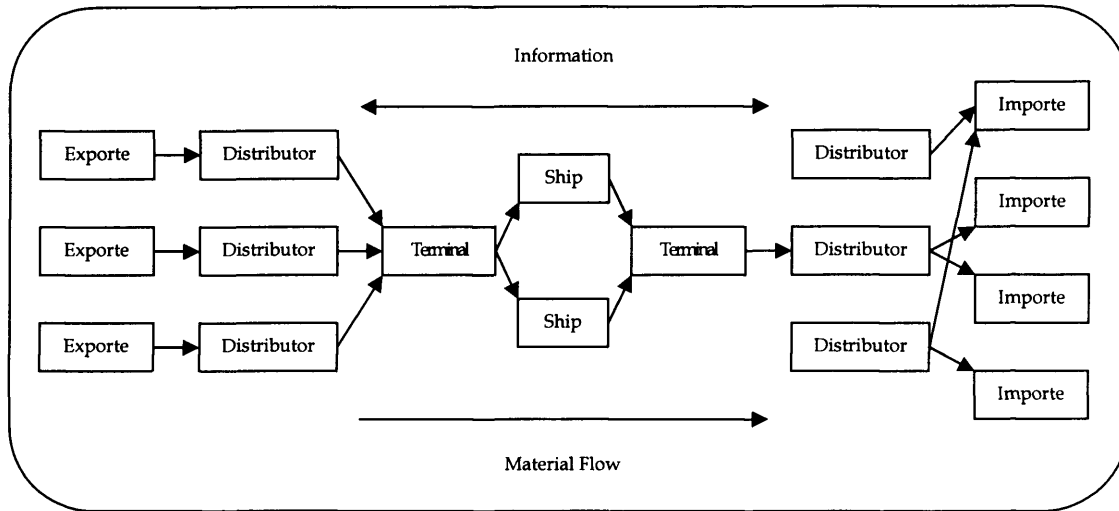 Information
Importe
Exporte
Distributor
Ship
Distributor
Importe
Exporte
Distributor
Terminal
Terminal
Distributor
Importe
Ship
Exporte
Distributor
Distributor
Importe
Material Flow